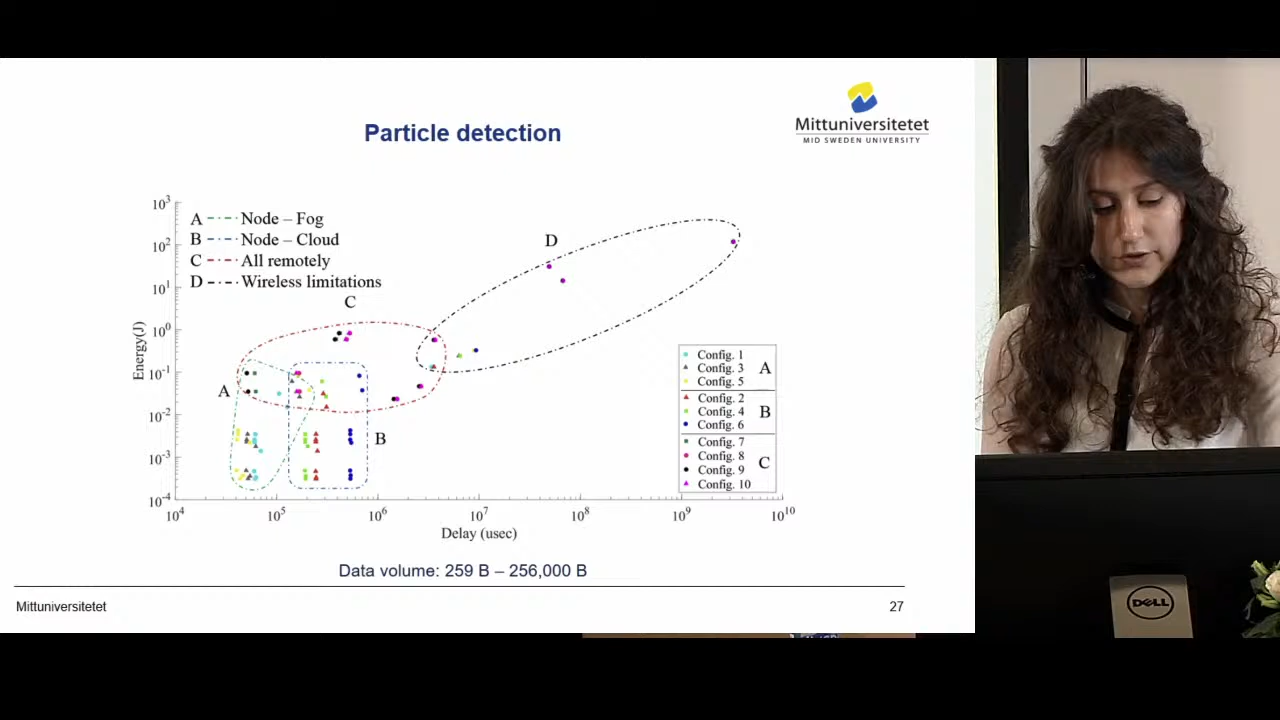 Particle detection
Mittuniversitetet
MID SWEDEN UNIVERSITY
A Node – Fog
B Node – Cloud
C All remotely
D Wireless limitations
10³
10²
10¹
10⁰
10⁻¹
10⁻²
10⁻³
10⁻⁴
Energy(J)
A
B
C
D
Config. 1
Config. 3
Config. 5
A
Config. 2
Config. 4
Config. 6
B
Config. 7
Config. 8
Config. 9
Config. 10
C
10⁴ 10⁵ 10⁶ 10⁷ 10⁸ 10⁹ 10¹⁰
Delay (usec)
Data volume: 259 B – 256,000 B
Mittuniversitetet
27
DELL